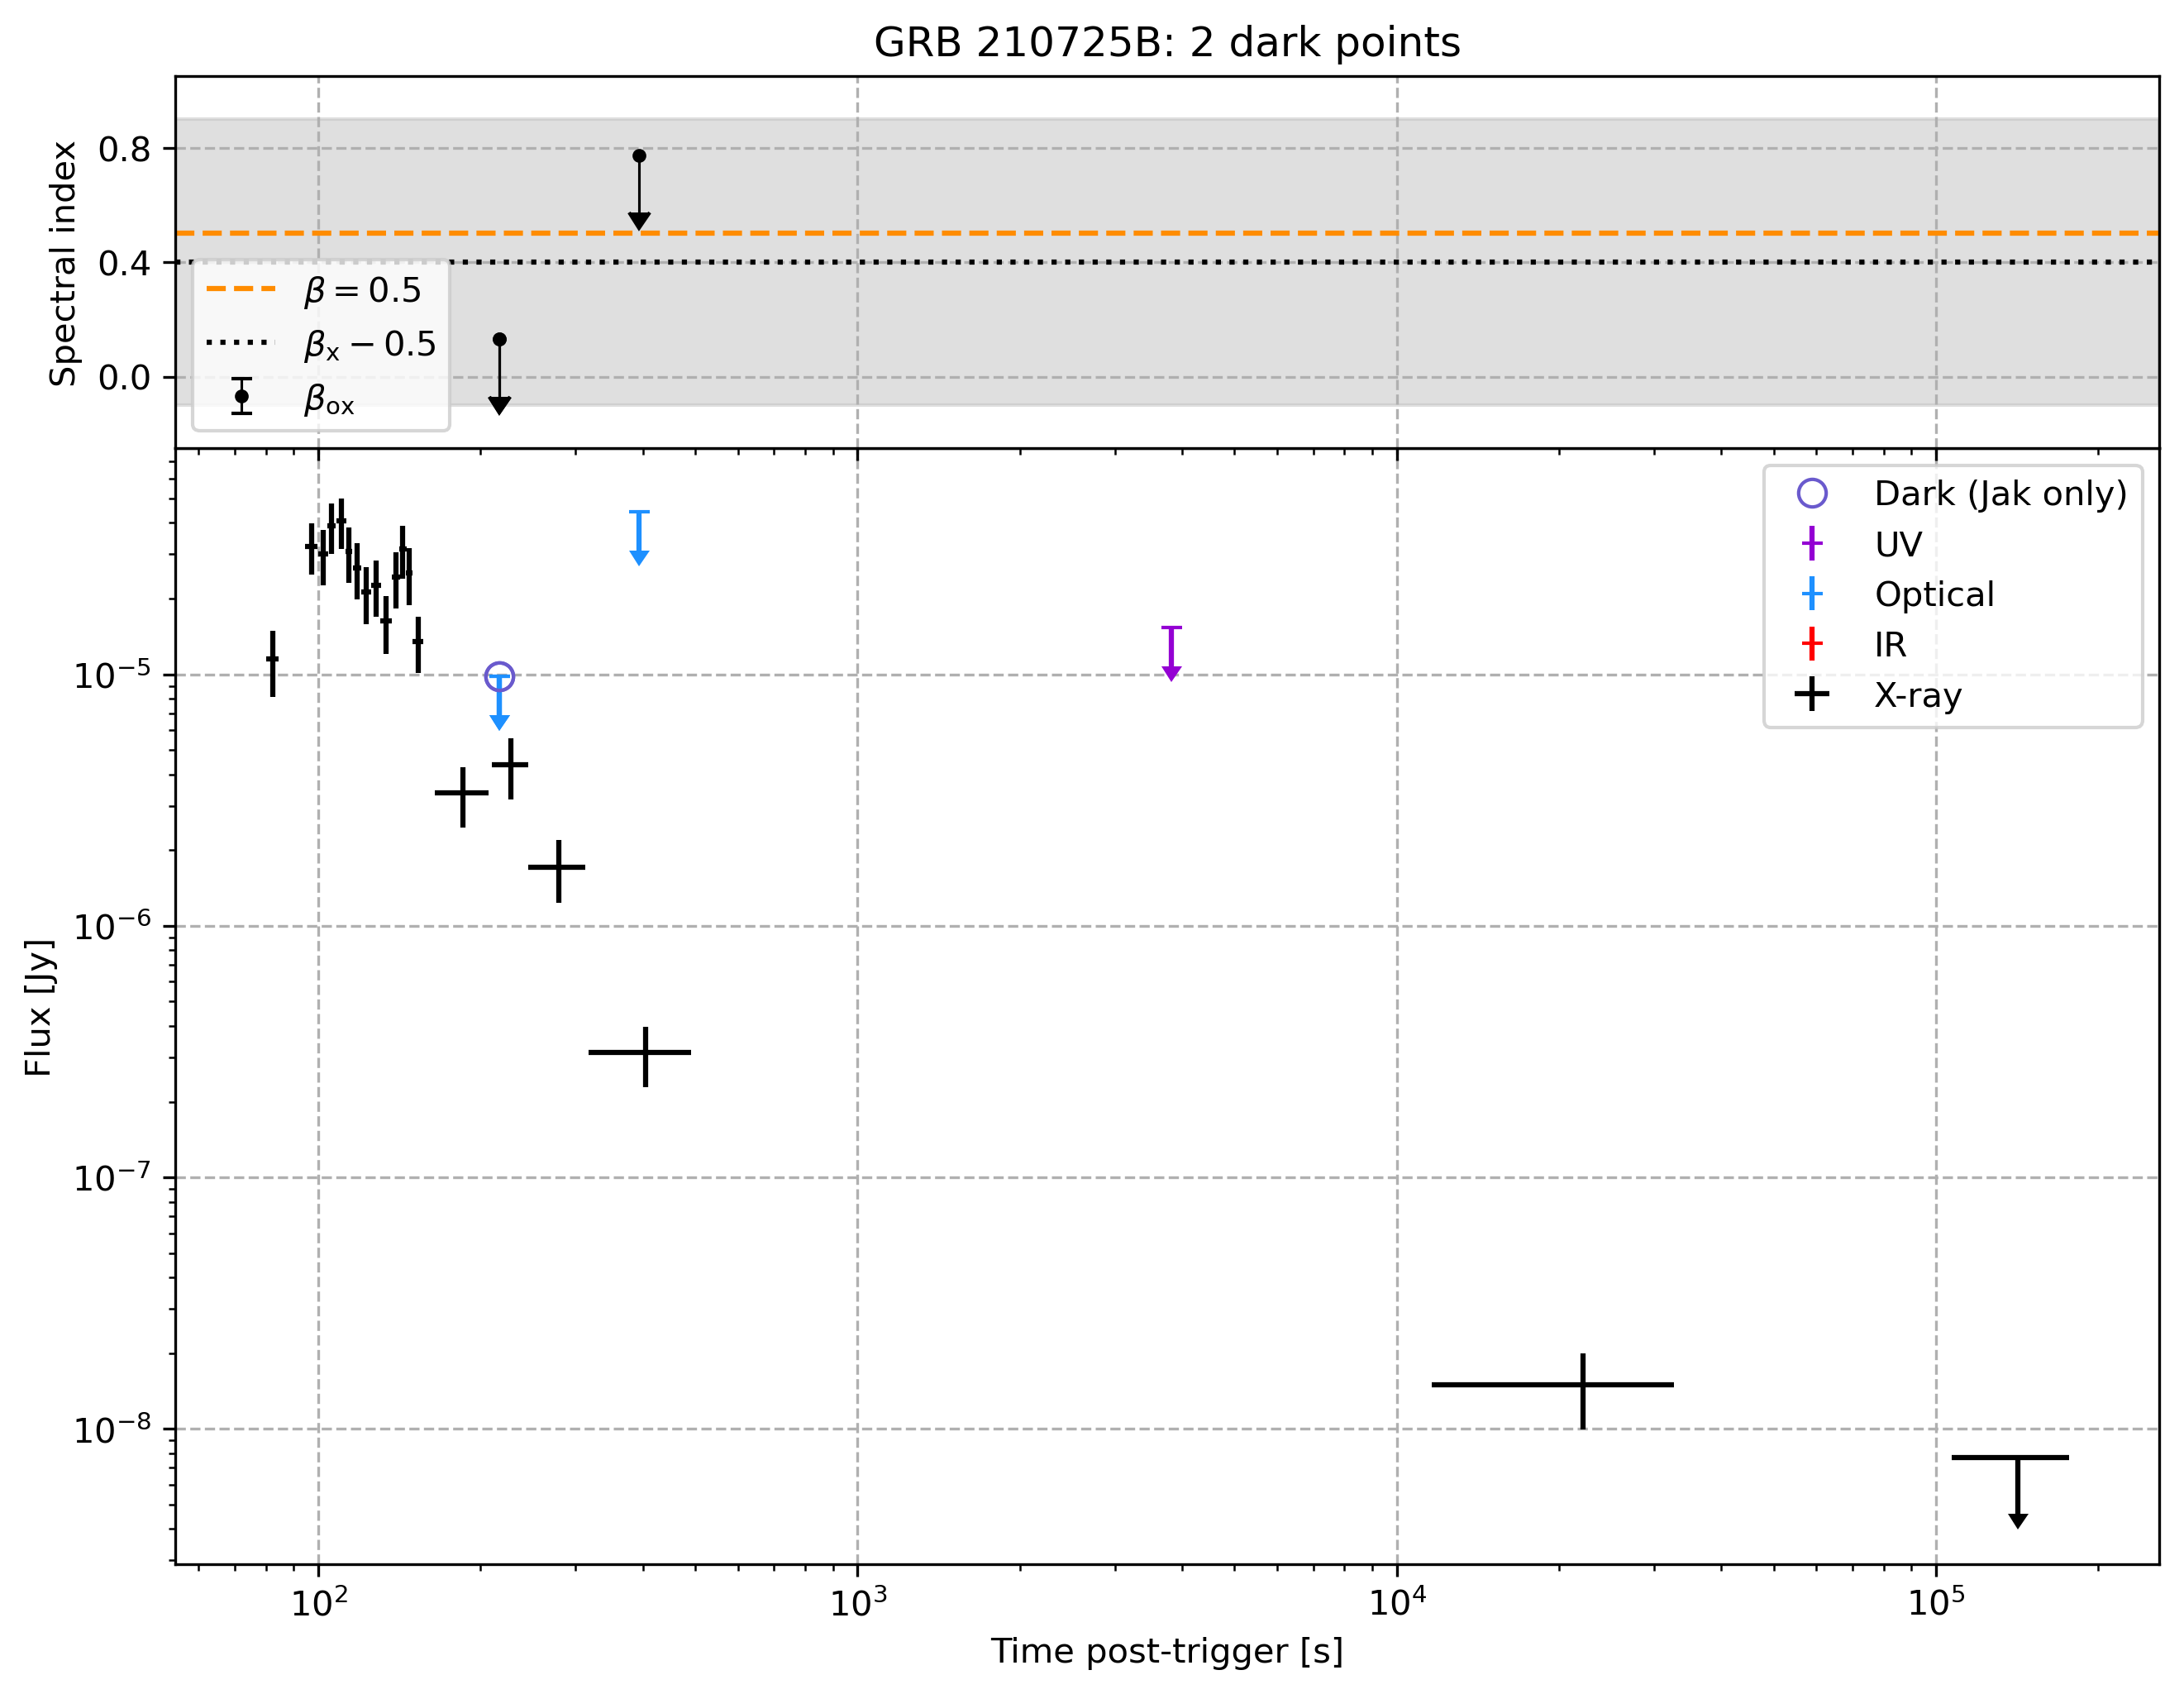 GRB 210725B: 2 dark points
Spectral index
0.8
0.4
0.0
β = 0.5
βₓ − 0.5
βₒₓ
Dark (Jak only)
UV
Optical
IR
X-ray
Flux [Jy]
10⁻⁵
10⁻⁶
10⁻⁷
10⁻⁸
10² 10³ 10⁴ 10⁵
Time post-trigger [s]